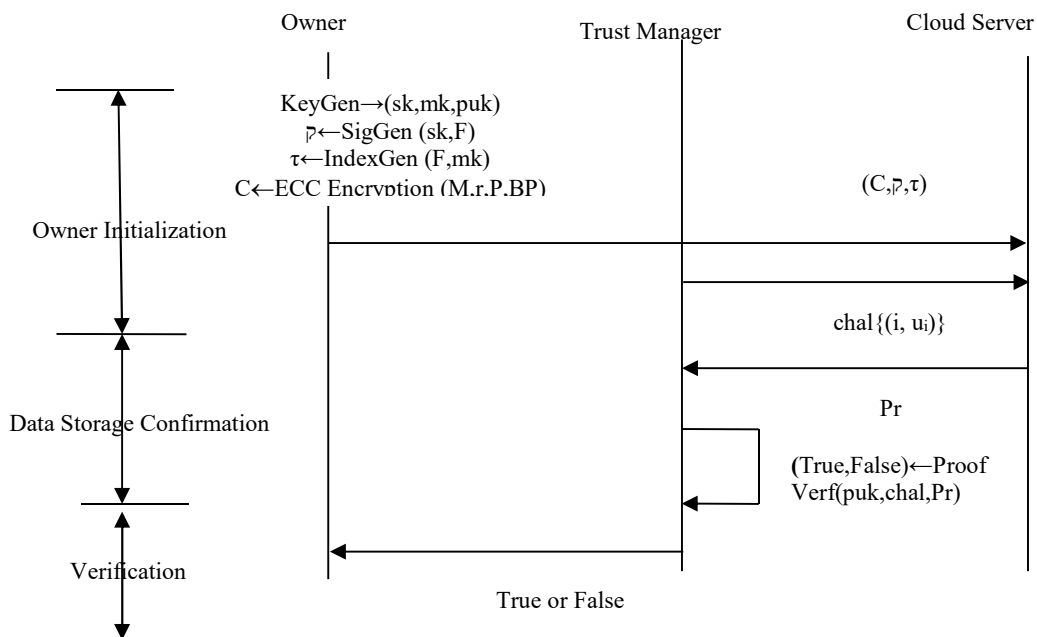 Owner
Trust Manager
Cloud Server
KeyGen→(sk,mk,puk)
ק←SigGen (sk,F)
τ←IndexGen (F,mk)
C←ECC Encryption (M,r,P,BP)
(C,ק,τ)
Owner Initialization
chal{(i, uᵢ)}
Data Storage Confirmation
Pr
(True,False)←Proof
Verf(puk,chal,Pr)
Verification
True or False